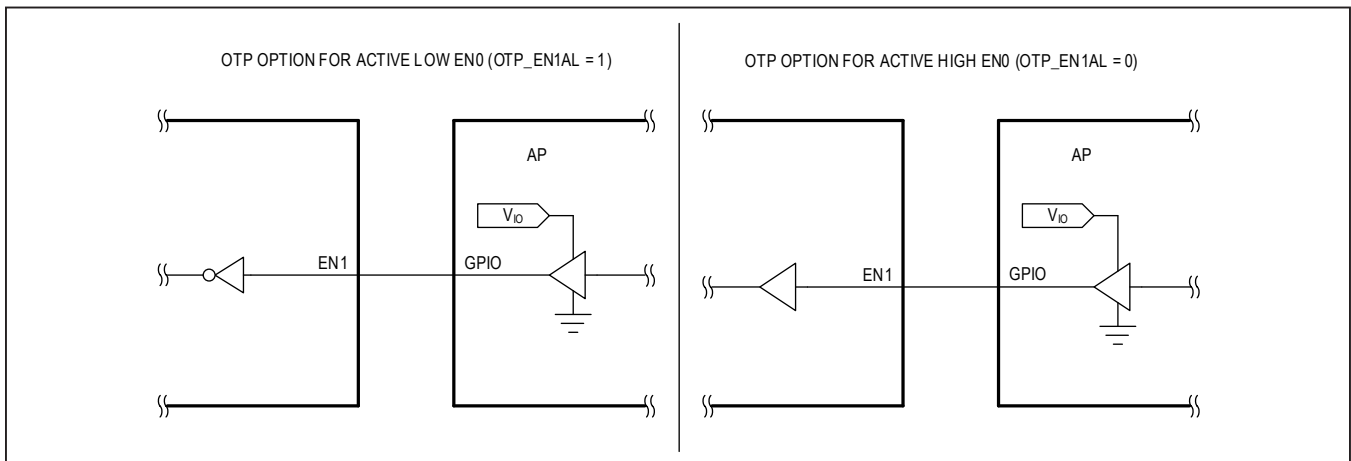 OTP OPTION FOR ACTIVE LOW EN0 (OTP_EN1AL = 1)
AP
VIO
EN1
GPIO
OTP OPTION FOR ACTIVE HIGH EN0 (OTP_EN1AL = 0)
AP
VIO
EN1
GPIO